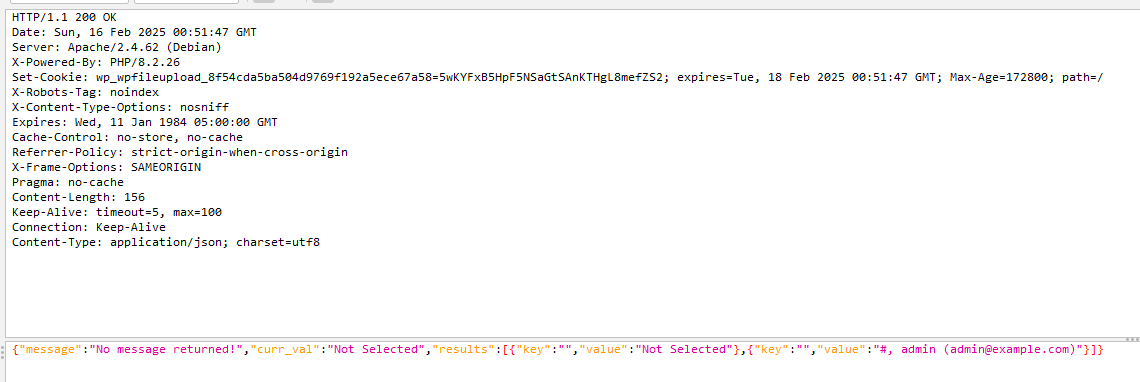 HTTP/1.1 200 OK
Date: Sun, 16 Feb 2025 00:51:47 GMT
Server: Apache/2.4.62 (Debian)
X-Powered-By: PHP/8.2.26
Set-Cookie: wp_wpfileupload_8f54cda5ba504d9769f192a5ece67a58=5wKYFxB5HpF5NSaGtSAnKTHgL8mefZS2; expires=Tue, 18 Feb 2025 00:51:47 GMT; Max-Age=172800; path=/
X-Robots-Tag: noindex
X-Content-Type-Options: nosniff
Expires: Wed, 11 Jan 1984 05:00:00 GMT
Cache-Control: no-store, no-cache
Referrer-Policy: strict-origin-when-cross-origin
X-Frame-Options: SAMEORIGIN
Pragma: no-cache
Content-Length: 156
Keep-Alive: timeout=5, max=100
Connection: Keep-Alive
Content-Type: application/json; charset=utf8
{"message":"No message returned!","curr_val":"Not Selected","results":[{"key":"","value":"Not Selected"},{"key":"","value":"#, admin (admin@example.com)"}]}